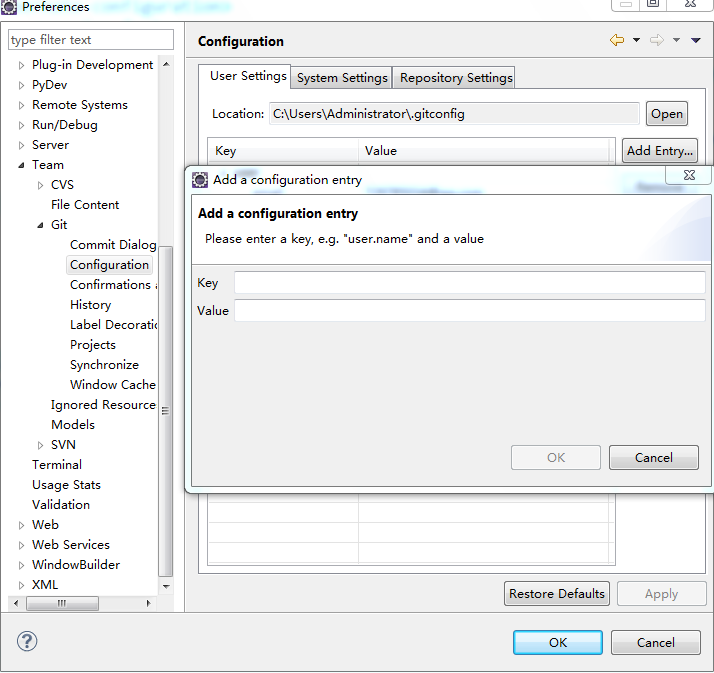 Preferences
type filter text
Plug-in Development
PyDev
Remote Systems
Run/Debug
Server
Team
CVS
File Content
Git
Commit Dialog
Configuration
Confirmations
History
Label Decoratio
Projects
Synchronize
Window Cache
Ignored Resource
Models
SVN
Terminal
Usage Stats
Validation
Web
Web Services
WindowBuilder
XML
Configuration
User Settings System Settings Repository Settings
Location: C:\Users\Administrator\.gitconfig Open
Key Value Add Entry...
Add a configuration entry
Add a configuration entry
Please enter a key, e.g. "user.name" and a value
Key
Value
OK Cancel
Restore Defaults Apply
? OK Cancel